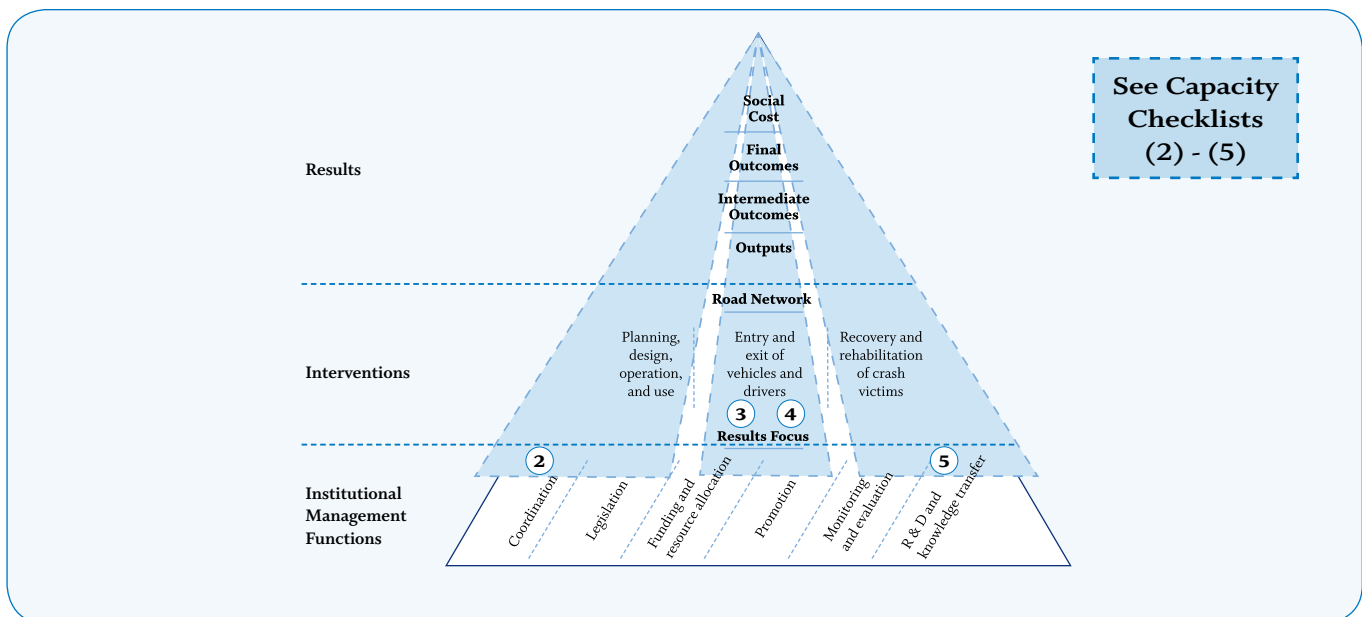 See Capacity
Checklists
(2) - (5)
Results
Social
Cost
Final
Outcomes
Intermediate
Outcomes
Outputs
Interventions
Road Network
Planning,
design,
operation,
and use
Entry and
exit of
vehicles and
drivers
Recovery and
rehabilitation
of crash
victims
3
4
Results Focus
2
5
Institutional
Management
Functions
Coordination
Legislation
Funding and
resource allocation
Promotion
Monitoring
and evaluation
R & D and
knowledge transfer